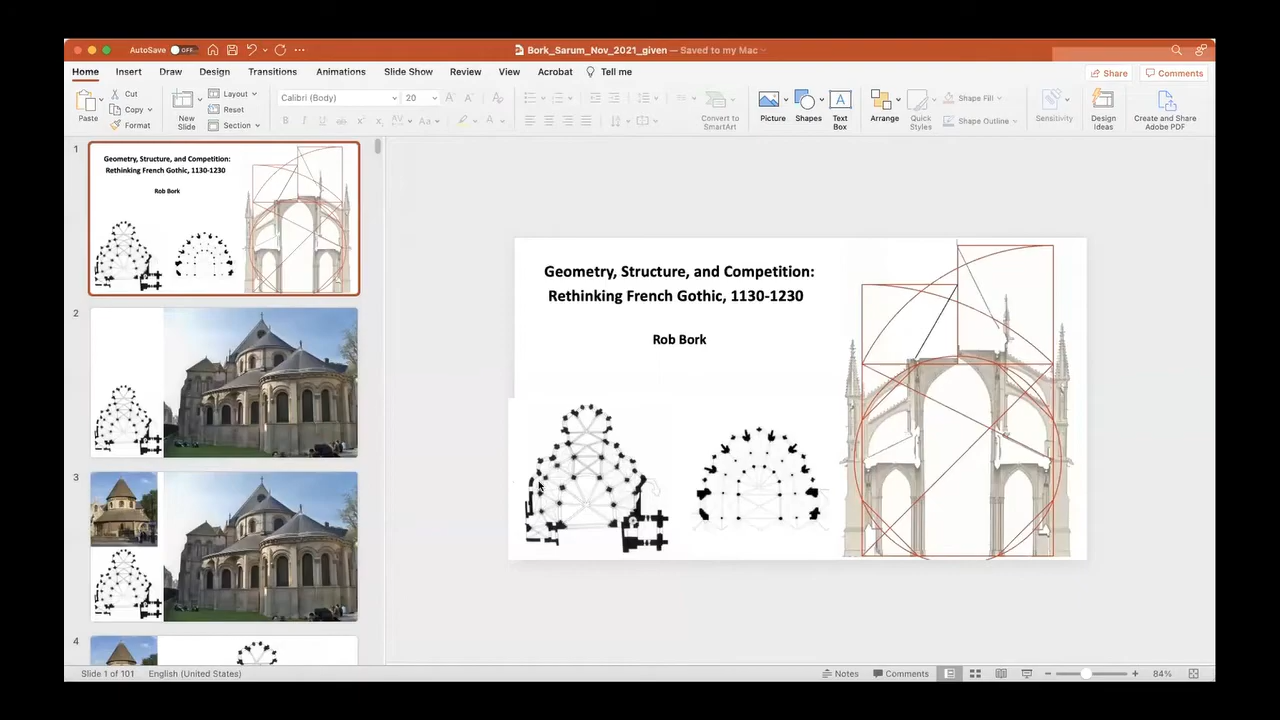 AutoSave OFF
Bork_Sarum_Nov_2021_given — Saved to my Mac
Home Insert Draw Design Transitions Animations Slide Show Review View Acrobat Tell me
Share Comments
Paste
Cut
Copy
Format
New Slide
Layout
Reset
Section
Calibri (Body) 20
Convert to SmartArt
Picture
Shapes
Text Box
Arrange
Quick Styles
Shape Fill
Shape Outline
Sensitivity
Design Ideas
Create and Share Adobe PDF
1
Geometry, Structure, and Competition:
Rethinking French Gothic, 1130-1230
Rob Bork
2
3
4
Geometry, Structure, and Competition:
Rethinking French Gothic, 1130-1230
Rob Bork
Slide 1 of 101 English (United States)
Notes Comments 84%